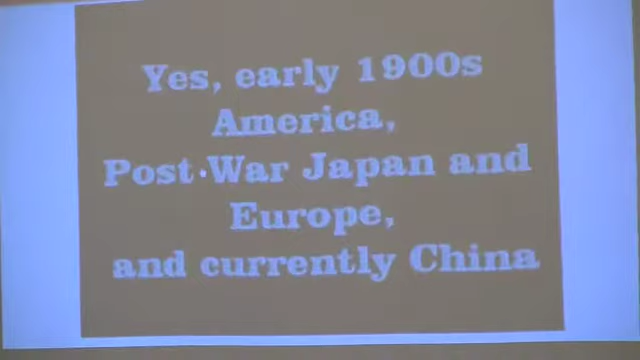 Yes, early 1900s
America,
Post-War Japan and
Europe,
and currently China